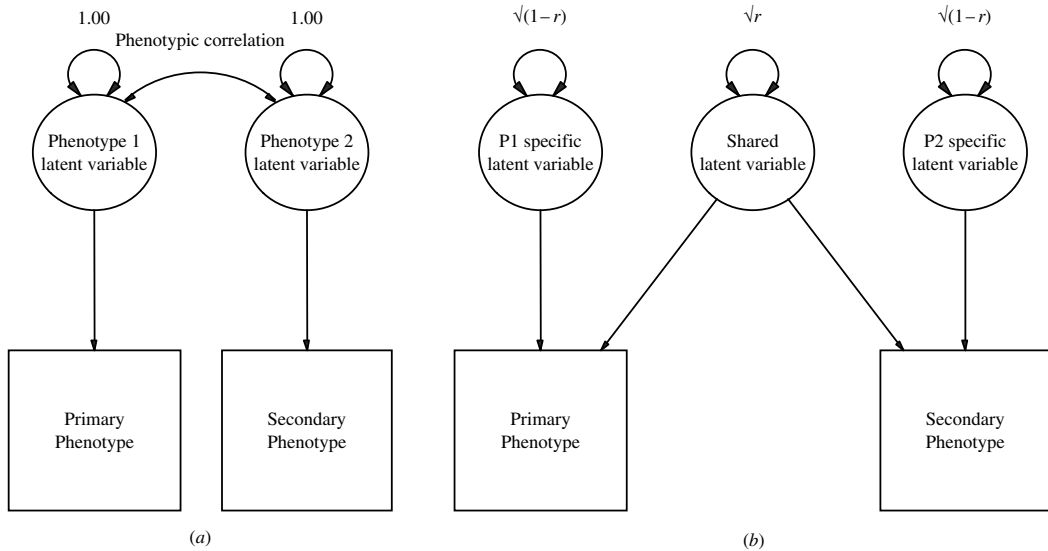 1.00
1.00
Phenotypic correlation
Phenotype 1
latent variable
Phenotype 2
latent variable
Primary
Phenotype
Secondary
Phenotype
(a)
√(1–r)
√r
√(1–r)
P1 specific
latent variable
Shared
latent variable
P2 specific
latent variable
Primary
Phenotype
Secondary
Phenotype
(b)